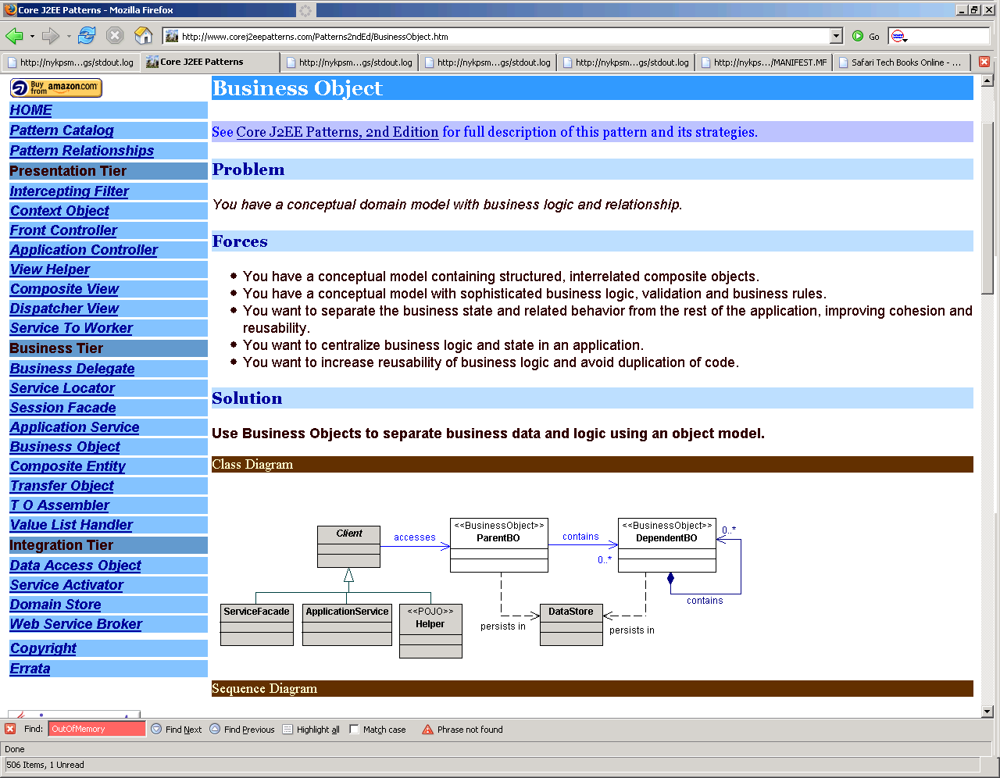 Core J2EE Patterns - Mozilla Firefox
http://www.corej2eepatterns.com/Patterns2ndEd/BusinessObject.htm
Go
http://nykpsm...gs/stdout.log
Core J2EE Patterns
http://nykpsm...gs/stdout.log
http://nykpsm...gs/stdout.log
http://nykpsm...gs/stdout.log
http://nykps.../MANIFEST.MF
Safari Tech Books Online - ...
Buy from amazon.com
HOME
Pattern Catalog
Pattern Relationships
Presentation Tier
Intercepting Filter
Context Object
Front Controller
Application Controller
View Helper
Composite View
Dispatcher View
Service To Worker
Business Tier
Business Delegate
Service Locator
Session Facade
Application Service
Business Object
Composite Entity
Transfer Object
T O Assembler
Value List Handler
Integration Tier
Data Access Object
Service Activator
Domain Store
Web Service Broker
Copyright
Errata
Business Object
See Core J2EE Patterns, 2nd Edition for full description of this pattern and its strategies.
Problem
You have a conceptual domain model with business logic and relationship.
Forces
You have a conceptual model containing structured, interrelated composite objects.
You have a conceptual model with sophisticated business logic, validation and business rules.
You want to separate the business state and related behavior from the rest of the application, improving cohesion and
reusability.
You want to centralize business logic and state in an application.
You want to increase reusability of business logic and avoid duplication of code.
Solution
Use Business Objects to separate business data and logic using an object model.
Class Diagram
Client
accesses
<<BusinessObject>>
ParentBO
contains
0..*
<<BusinessObject>>
DependentBO
0..*
contains
ServiceFacade
ApplicationService
<<POJO>>
Helper
persists in
DataStore
persists in
Sequence Diagram
Find:
OutOfMemory
Find Next
Find Previous
Highlight all
Match case
Phrase not found
Done
506 Items, 1 Unread